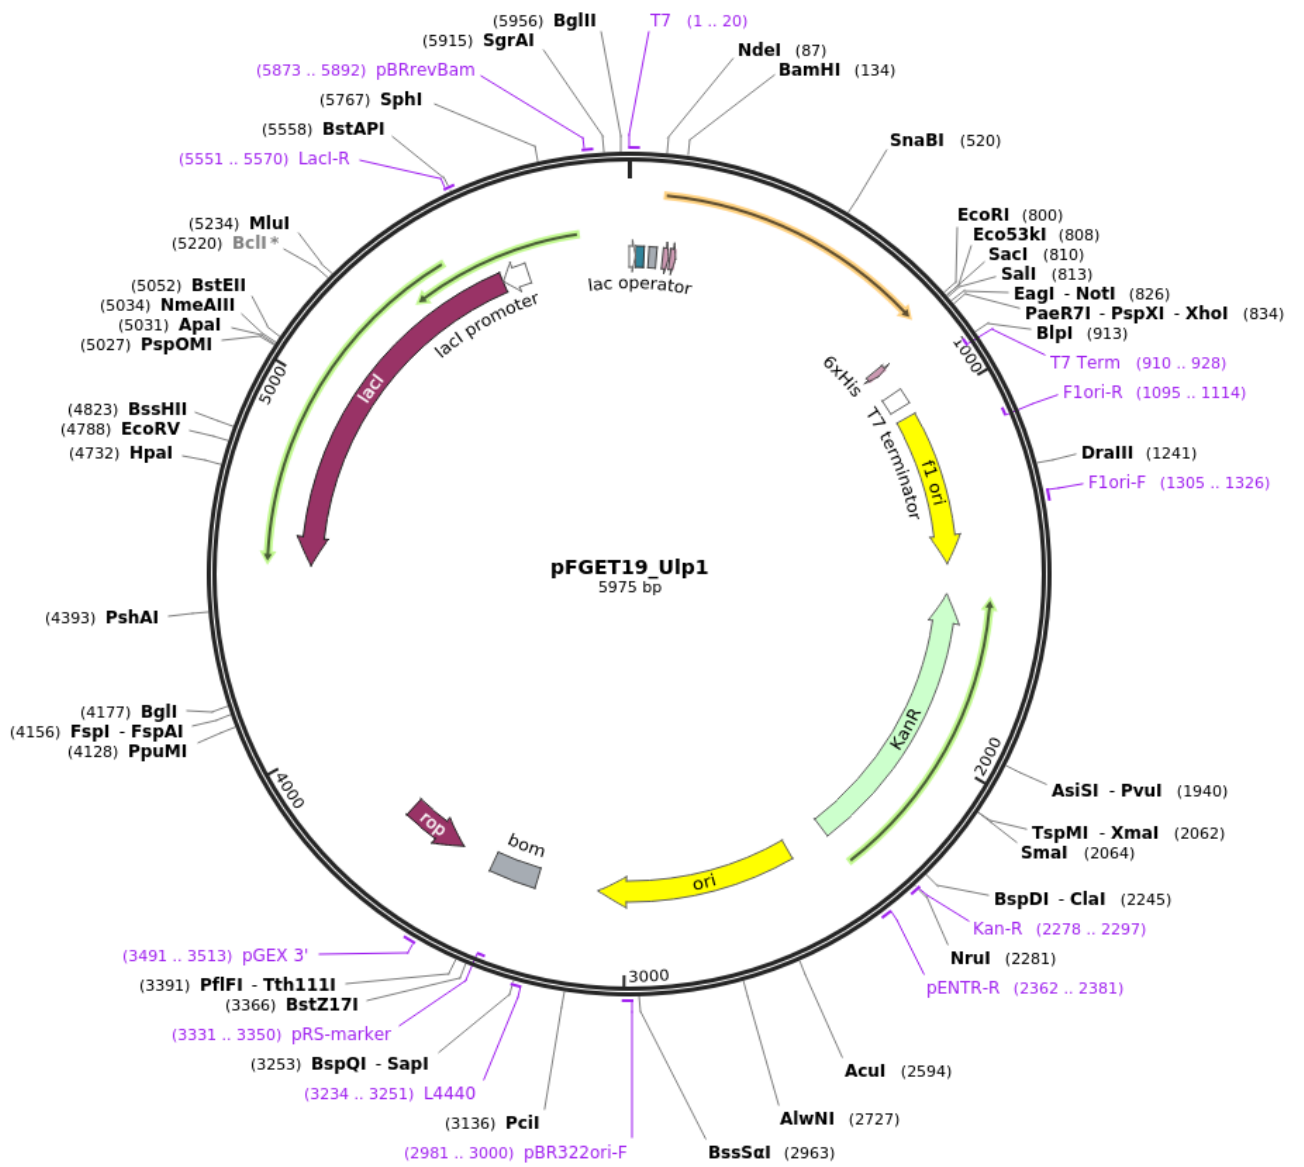 (5956) BglII
T7 (1 .. 20)
(5915) SgrAI
NdeI (87)
(5873 .. 5892) pBRrevBam
BamHI (134)
(5767) SphI
(5558) BstAPI
SnaBI (520)
(5551 .. 5570) LacI-R
EcoRI (800)
(5234) MluI
Eco53kI (808)
(5220) BclI*
SacI (810)
SalI (813)
(5052) BstEII
EagI - NotI (826)
(5034) NmeAIII
PaeR7I - PspXI - XhoI (834)
(5031) ApaI
BlpI (913)
(5027) PspOMI
T7 Term (910 .. 928)
F1ori-R (1095 .. 1114)
lac operator
lacI promoter
lacI
6xHis
T7 terminator
f1 ori
1000
5000
(4823) BssHII
(4788) EcoRV
(4732) HpaI
DraIII (1241)
F1ori-F (1305 .. 1326)
pFGET19_Ulp1
5975 bp
(4393) PshAI
(4177) BglI
(4156) FspI - FspAI
(4128) PpuMI
KanR
2000
4000
AsiSI - PvuI (1940)
TspMI - XmaI (2062)
SmaI (2064)
rop
bom
ori
BspDI - ClaI (2245)
Kan-R (2278 .. 2297)
NruI (2281)
pENTR-R (2362 .. 2381)
3000
(3491 .. 3513) pGEX 3'
(3391) PflFI - Tth111I
(3366) BstZ17I
(3331 .. 3350) pRS-marker
(3253) BspQI - SapI
(3234 .. 3251) L4440
(3136) PciI
(2981 .. 3000) pBR322ori-F
AcuI (2594)
AlwNI (2727)
BssSαI (2963)